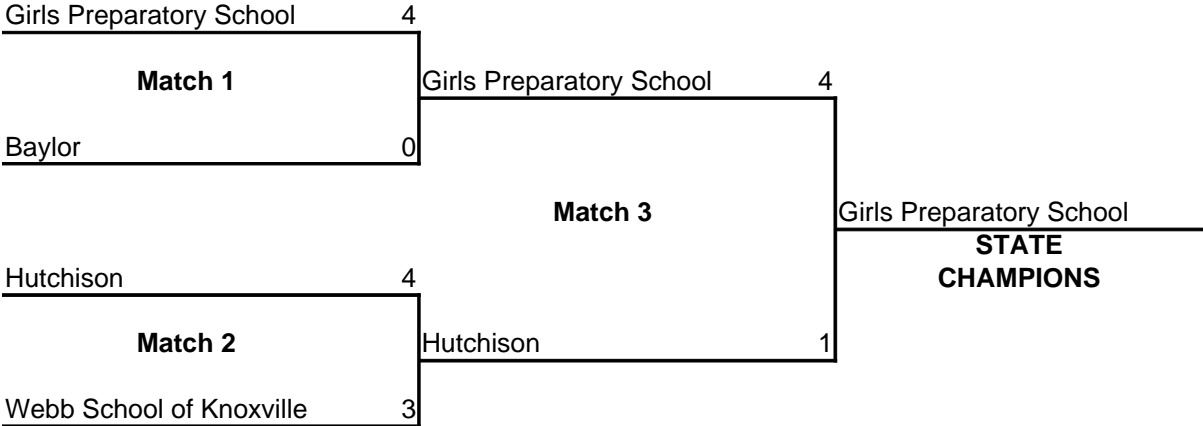 Girls Preparatory School 4
Match 1
Girls Preparatory School 4
Baylor 0
Match 3
Girls Preparatory School
STATE
CHAMPIONS
Hutchison 4
Match 2
Hutchison 1
Webb School of Knoxville 3